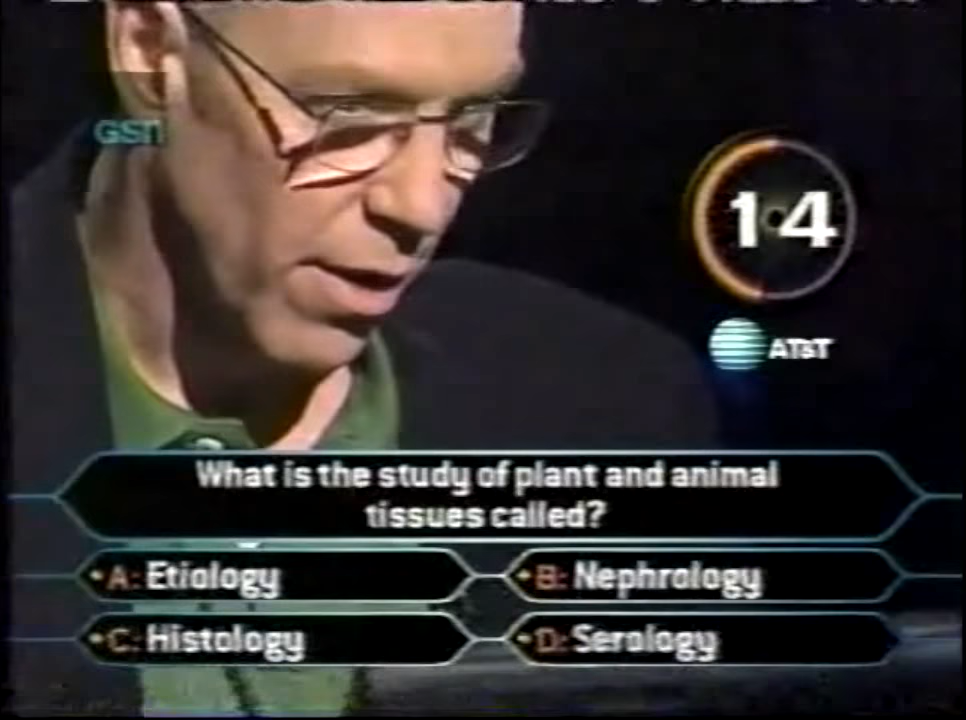 GSN
14
AT&T
What is the study of plant and animal
tissues called?
A: Etiology
B: Nephrology
C: Histology
D: Serology